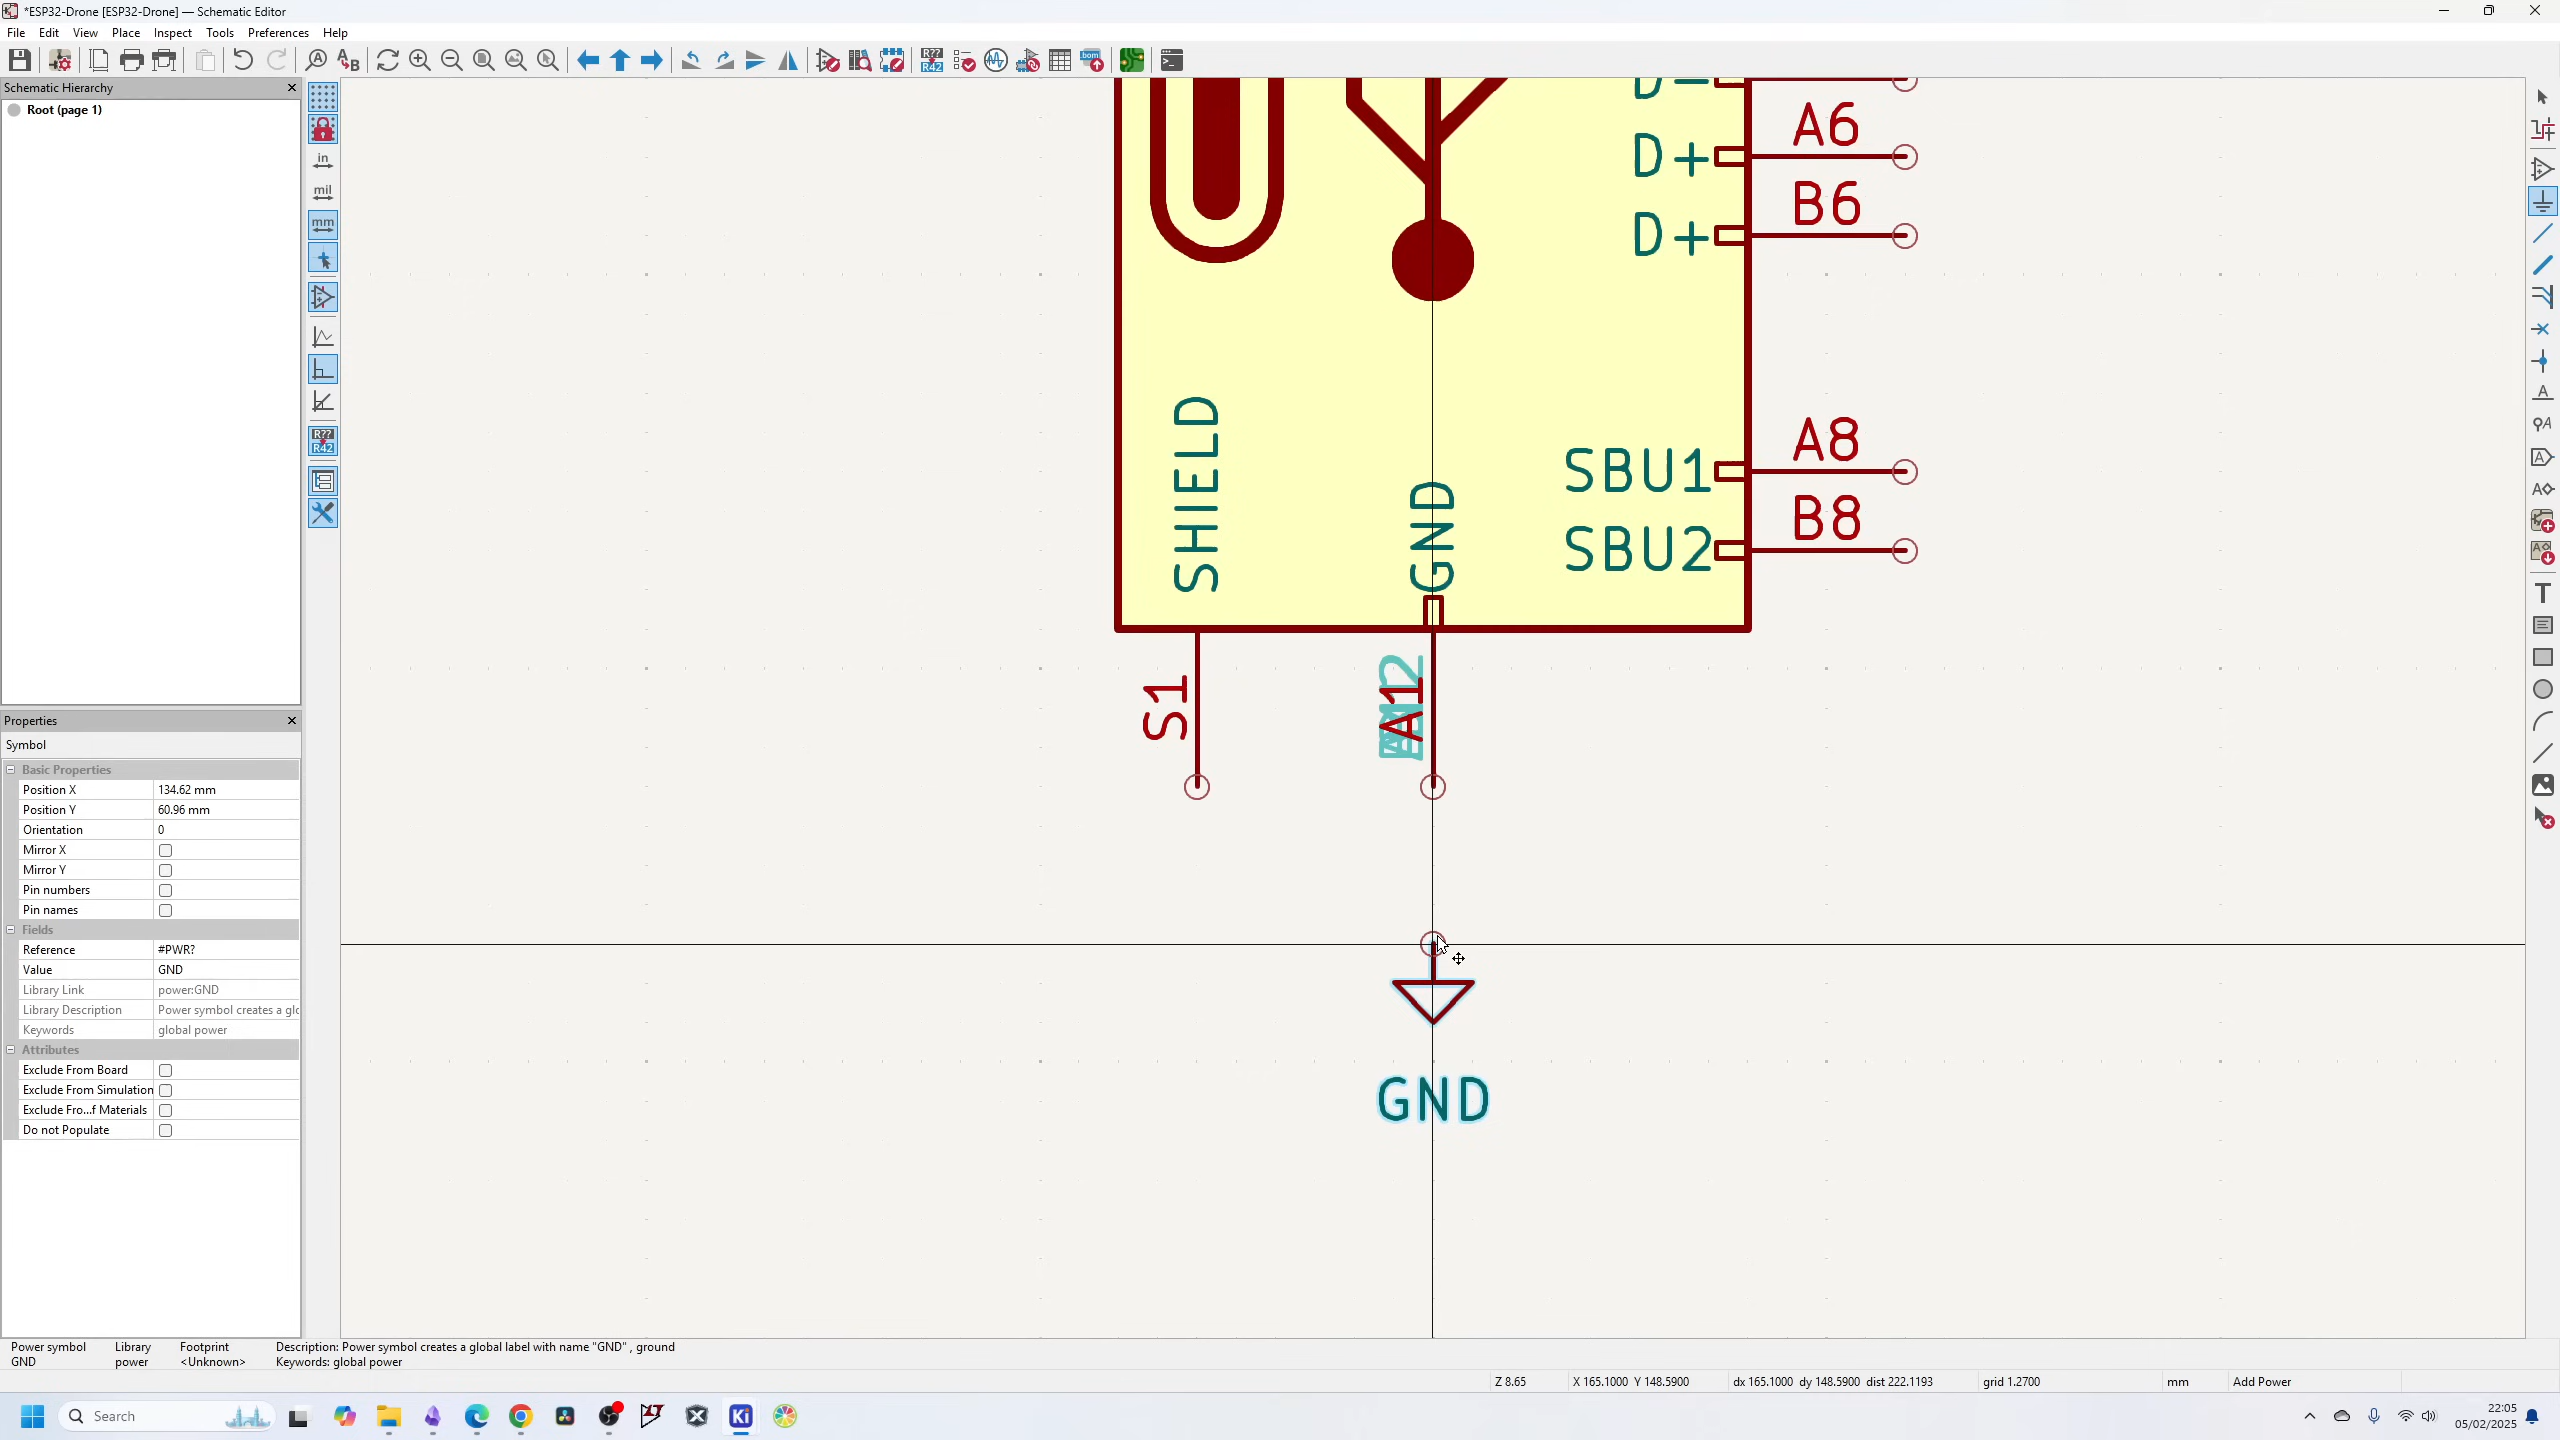 *ESP32-Drone [ESP32-Drone] — Schematic Editor
File Edit View Place Inspect Tools Preferences Help
Schematic Hierarchy
Root (page 1)
in
mil
mm
R??
R42
D-
A6
D+
B6
D+
A8
SBU1
B8
SBU2
SHIELD
GND
S1
A1
GND
Properties
Symbol
Basic Properties
Position X 134.62 mm
Position Y 60.96 mm
Orientation 0
Mirror X
Mirror Y
Pin numbers
Pin names
Fields
Reference #PWR?
Value GND
Library Link power:GND
Library Description Power symbol creates a glo
Keywords global power
Attributes
Exclude From Board
Exclude From Simulation
Exclude Fro...f Materials
Do not Populate
Power symbol Library Footprint Description: Power symbol creates a global label with name "GND" , ground
GND power <Unknown> Keywords: global power
Z 8.65 X 165.1000 Y 148.5900 dx 165.1000 dy 148.5900 dist 222.1193 grid 1.2700 mm Add Power
Search
Ki
22:05
05/02/2025